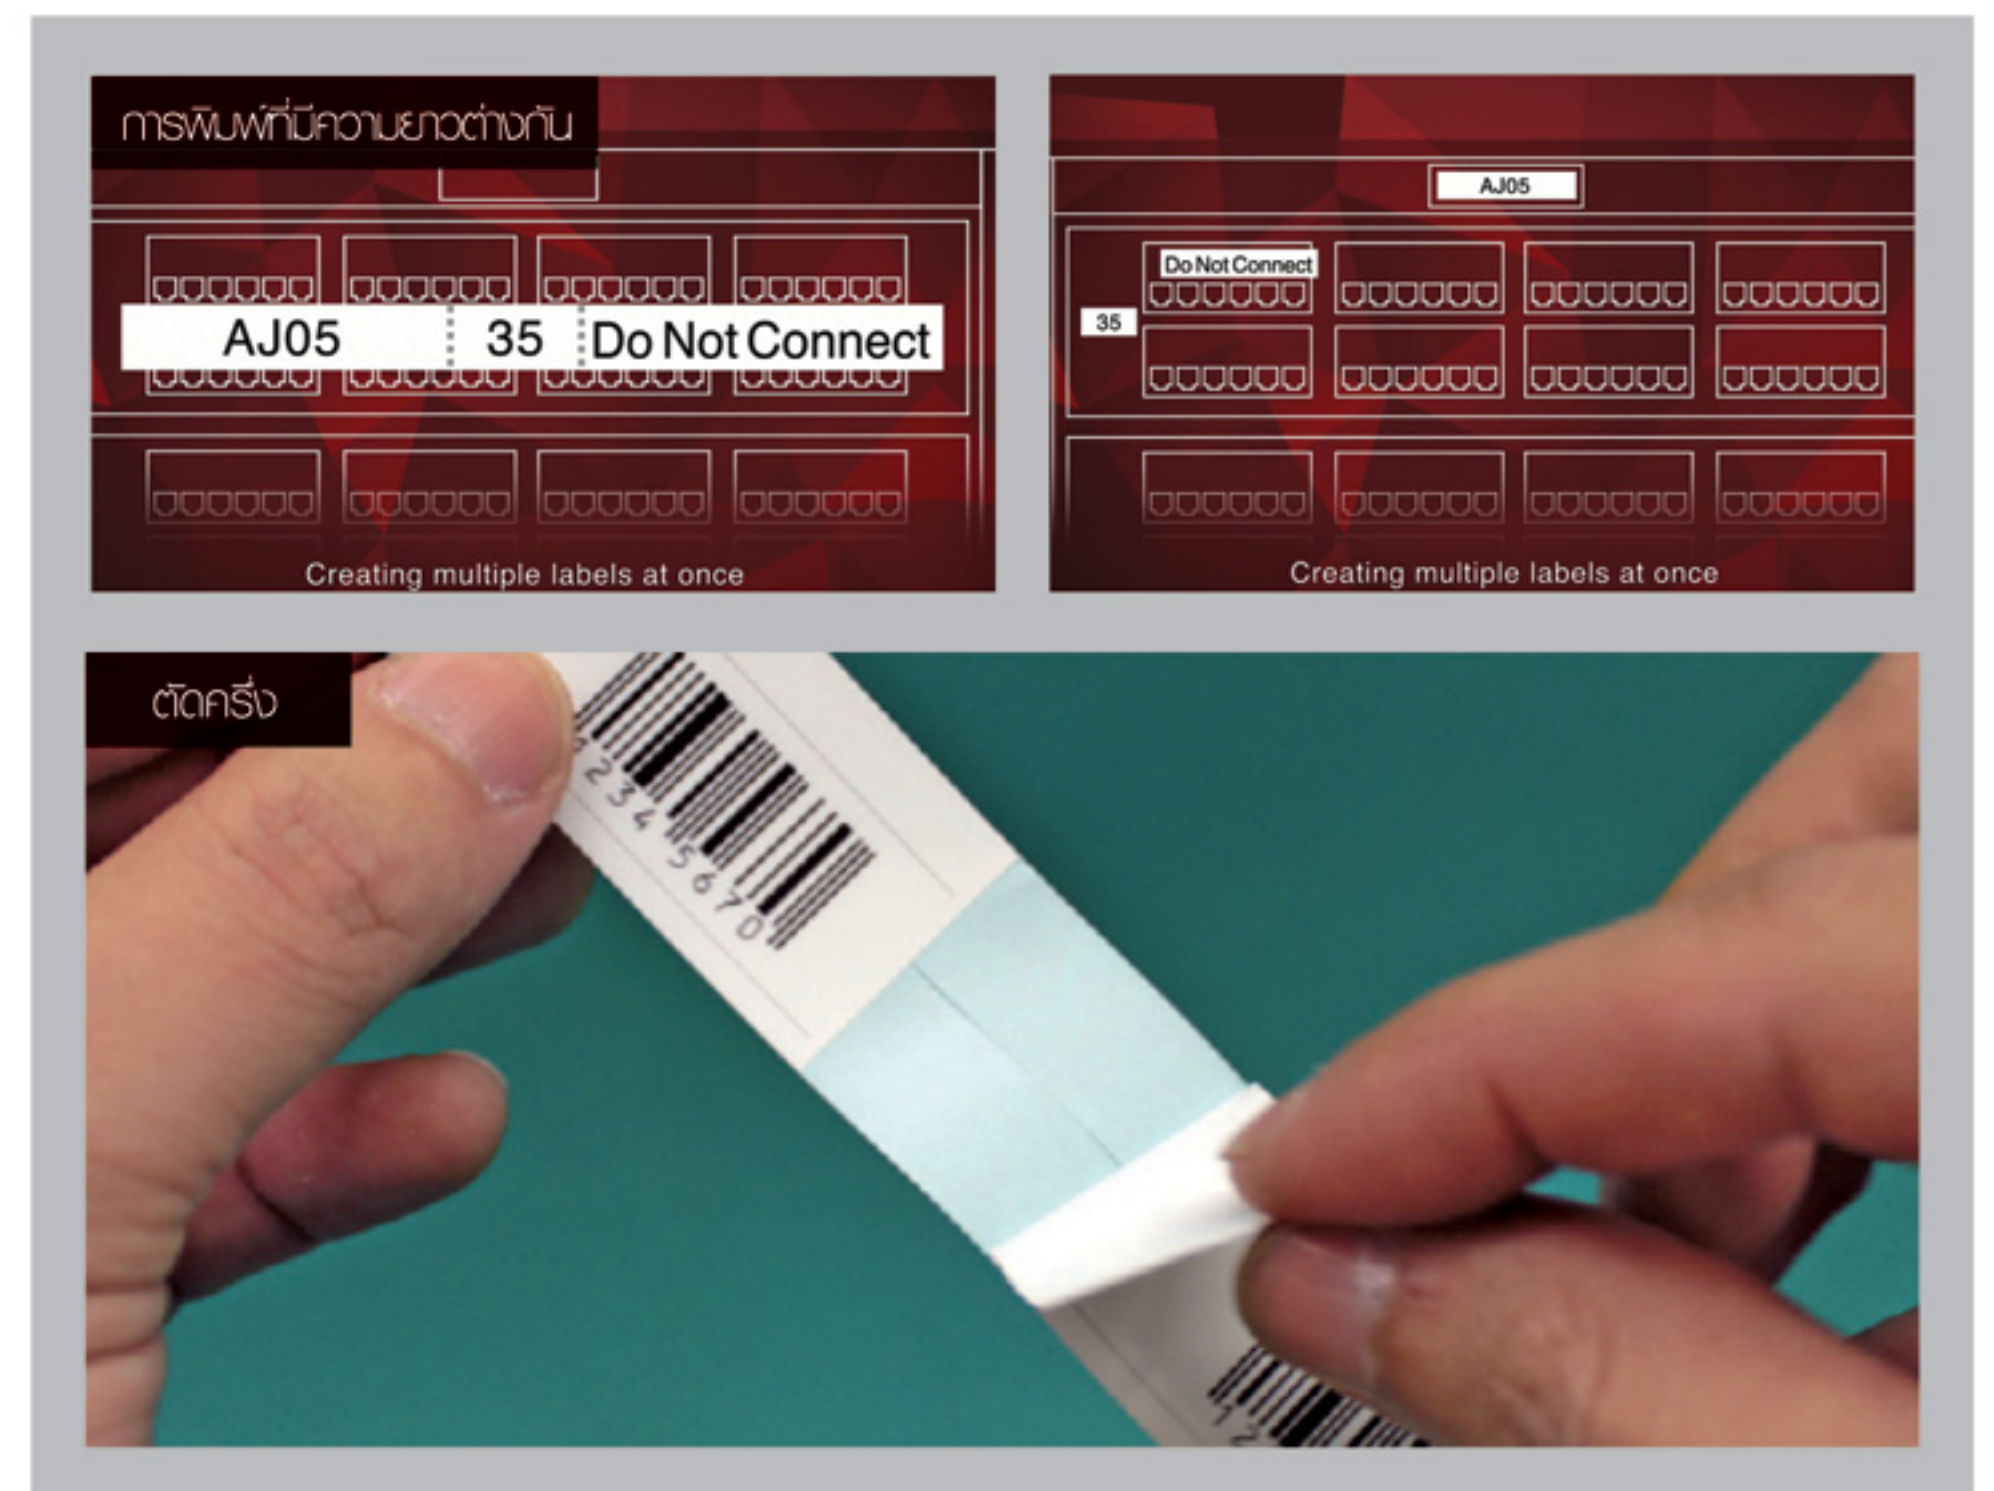 การพิมพ์ที่มีความยาวต่างกัน
AJ05 35 Do Not Connect
Creating multiple labels at once
AJ05
Do Not Connect
35
Creating multiple labels at once
ตัดครึ่ง
12345670
12